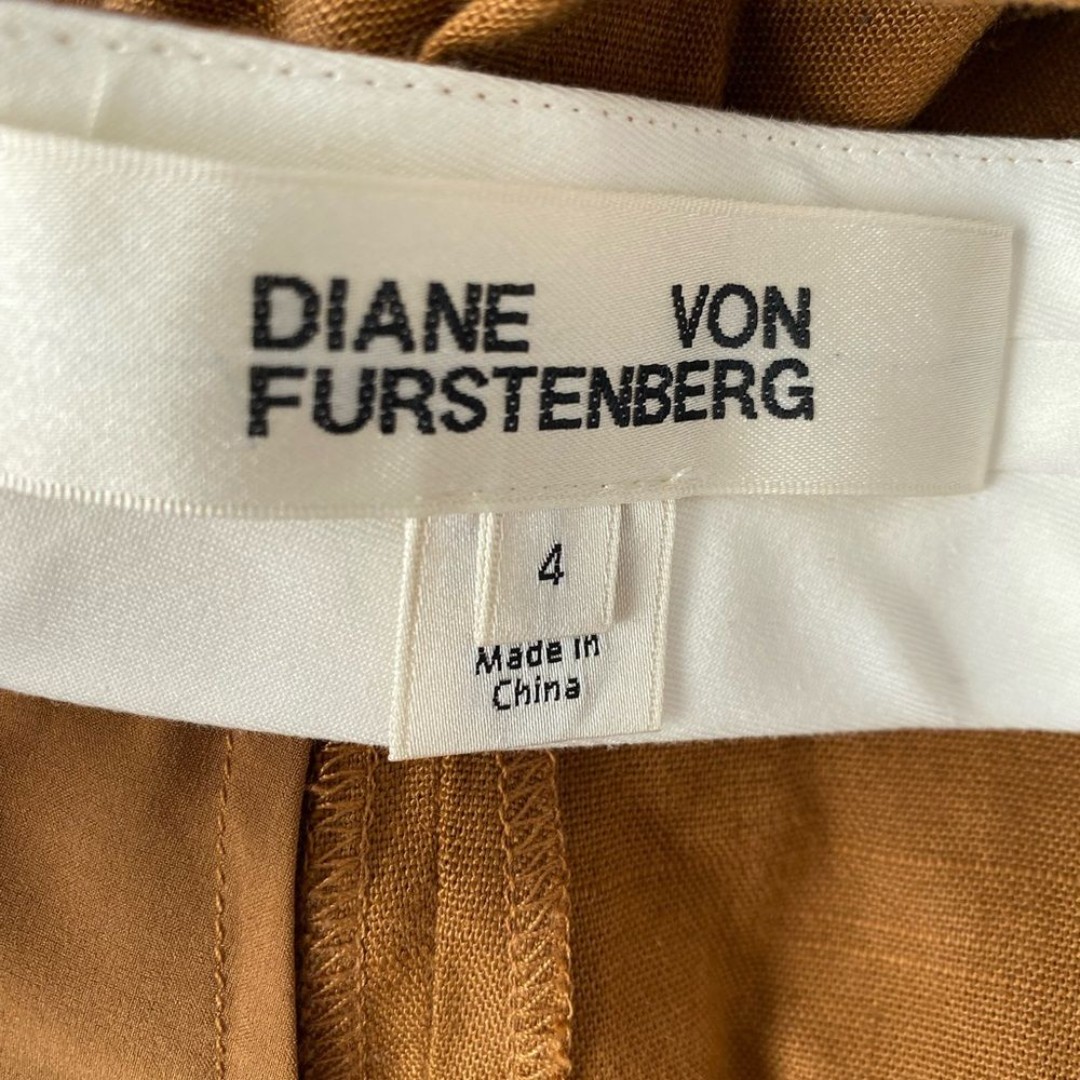 DIANE VON
FURSTENBERG
4
Made in
China